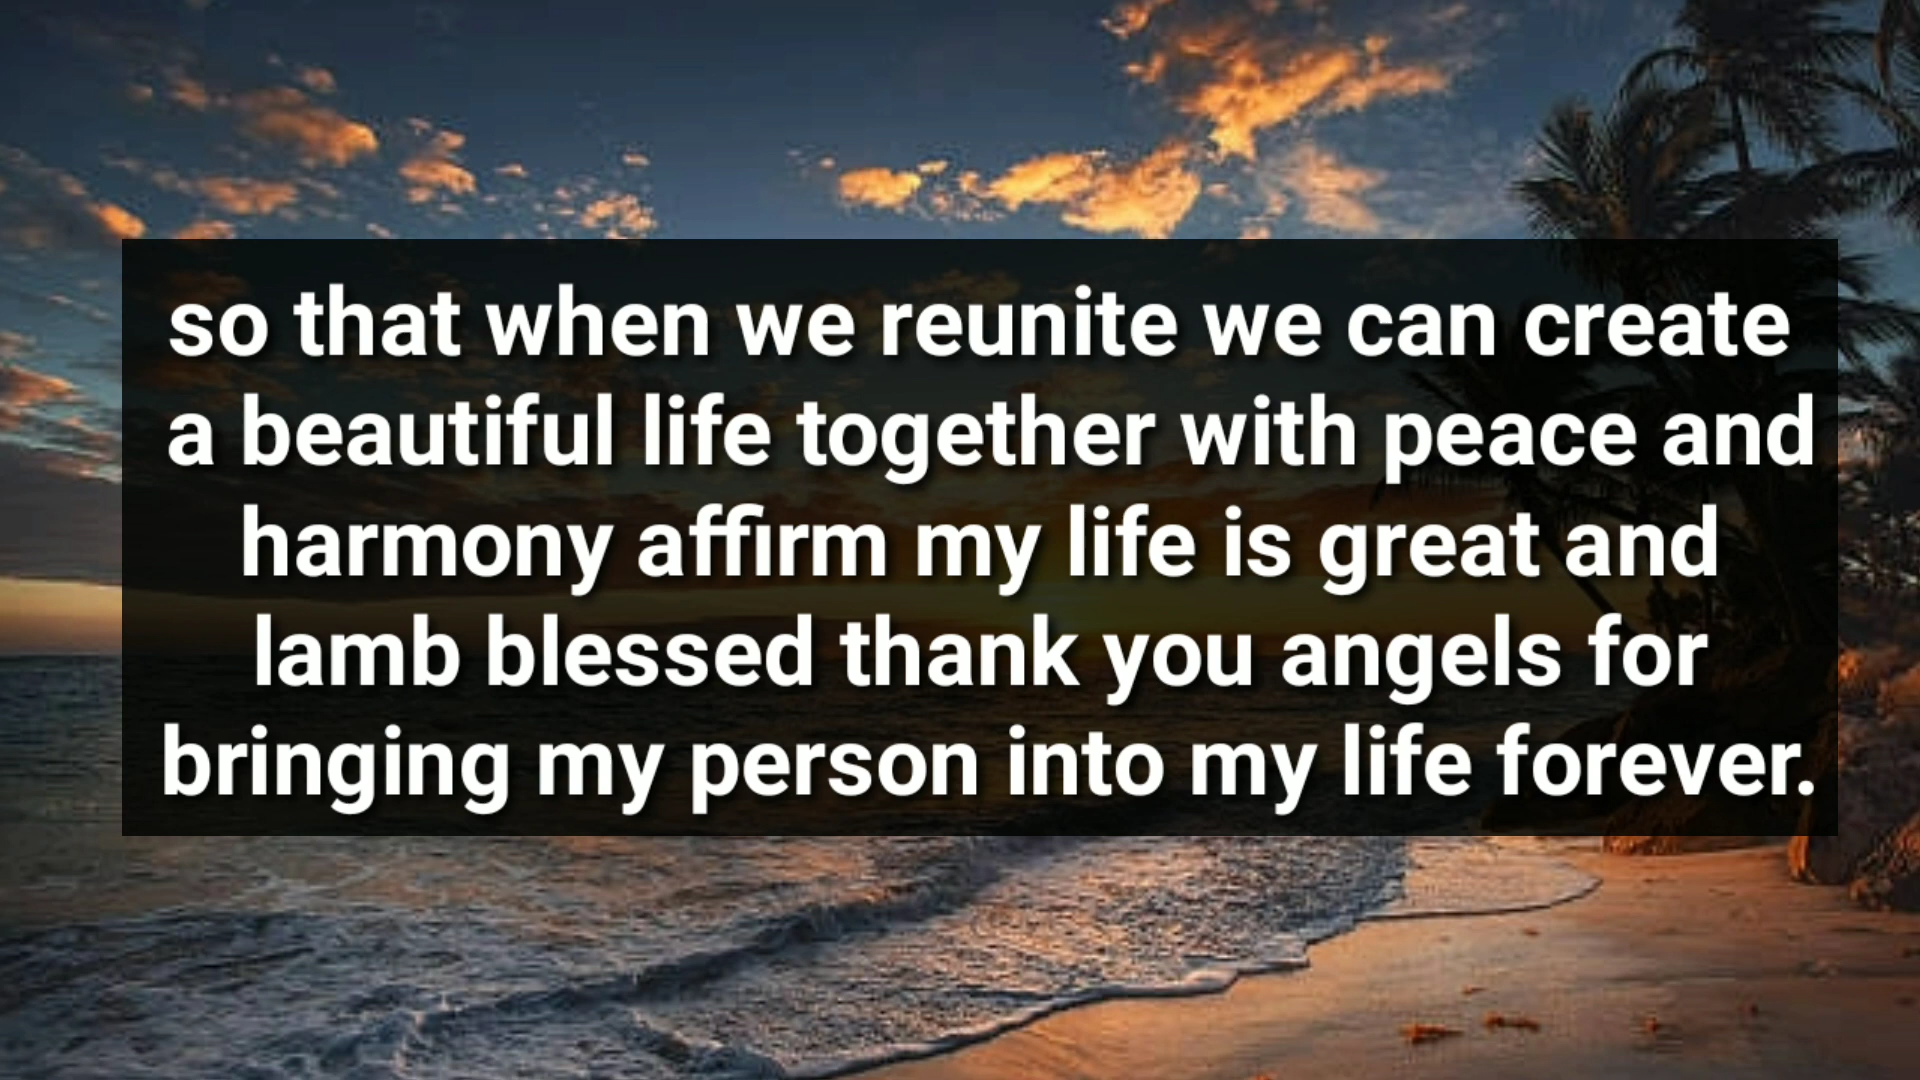 so that when we reunite we can create
a beautiful life together with peace and
harmony affirm my life is great and
lamb blessed thank you angels for
bringing my person into my life forever.